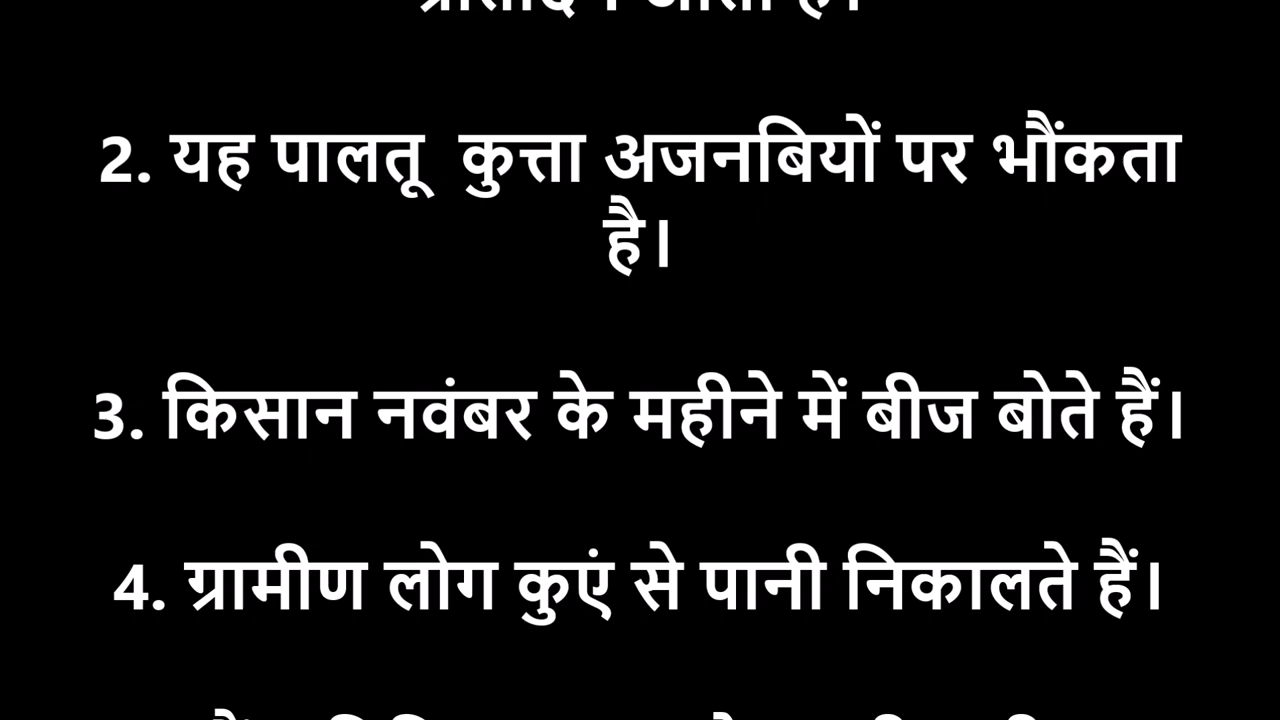 2. यह पालतू कुत्ता अजनबियों पर भौंकता
है।
3. किसान नवंबर के महीने में बीज बोते हैं।
4. ग्रामीण लोग कुएं से पानी निकालते हैं।